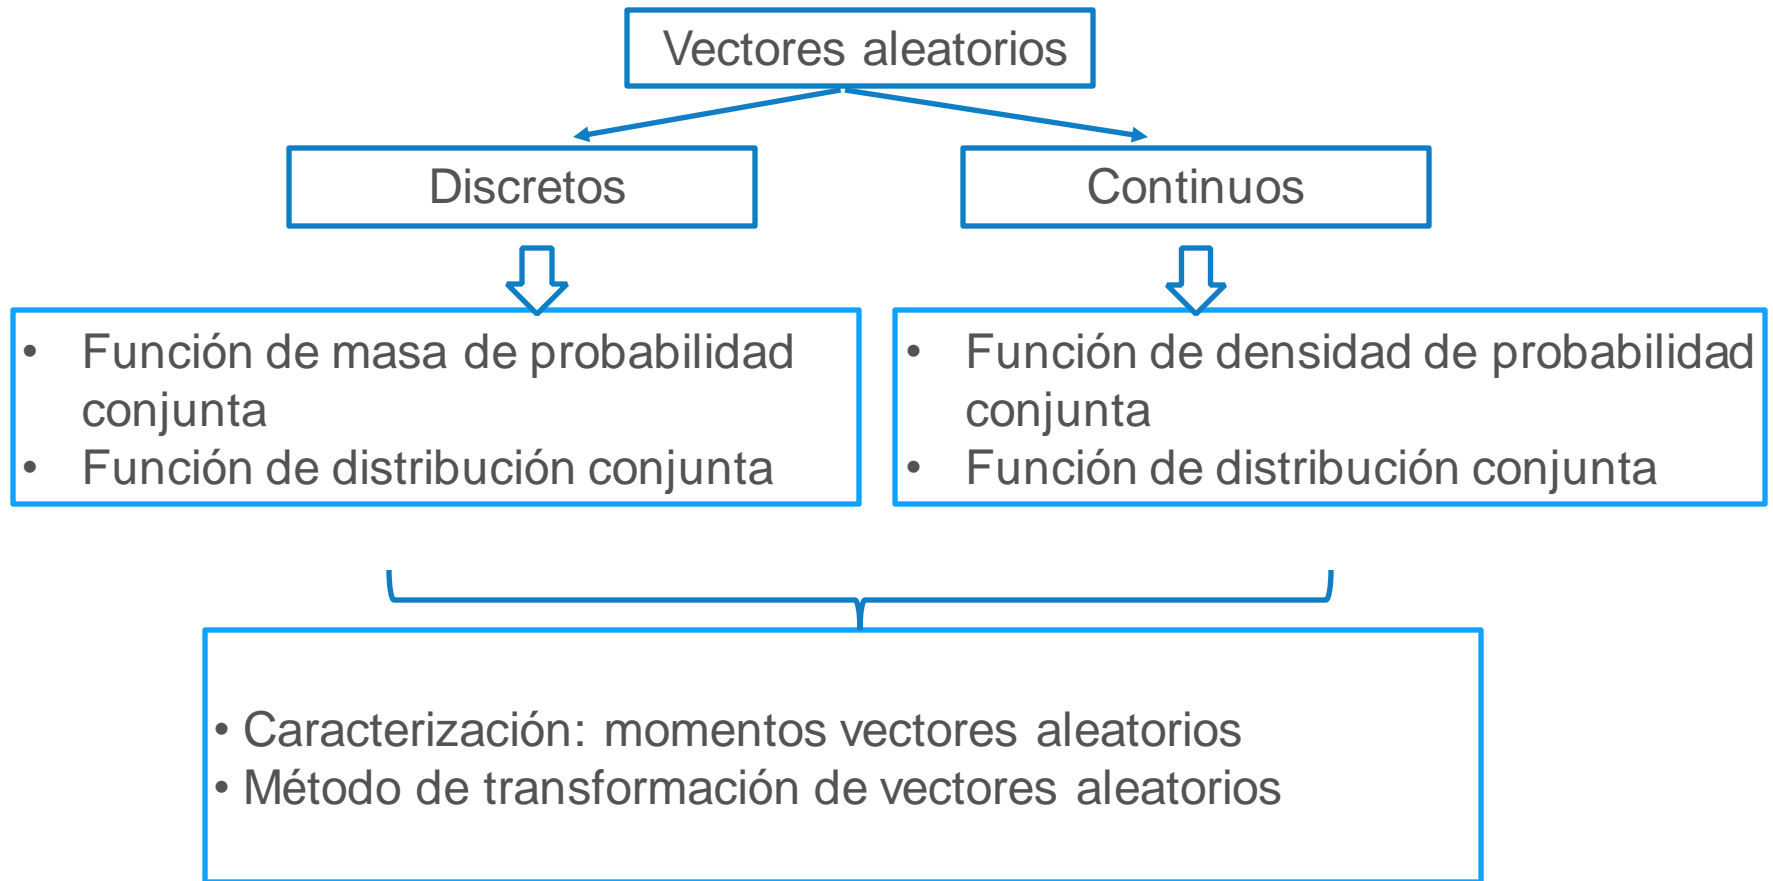 Vectores aleatorios
Discretos
Continuos
• Función de masa de probabilidad
conjunta
• Función de distribución conjunta
• Función de densidad de probabilidad
conjunta
• Función de distribución conjunta
• Caracterización: momentos vectores aleatorios
• Método de transformación de vectores aleatorios